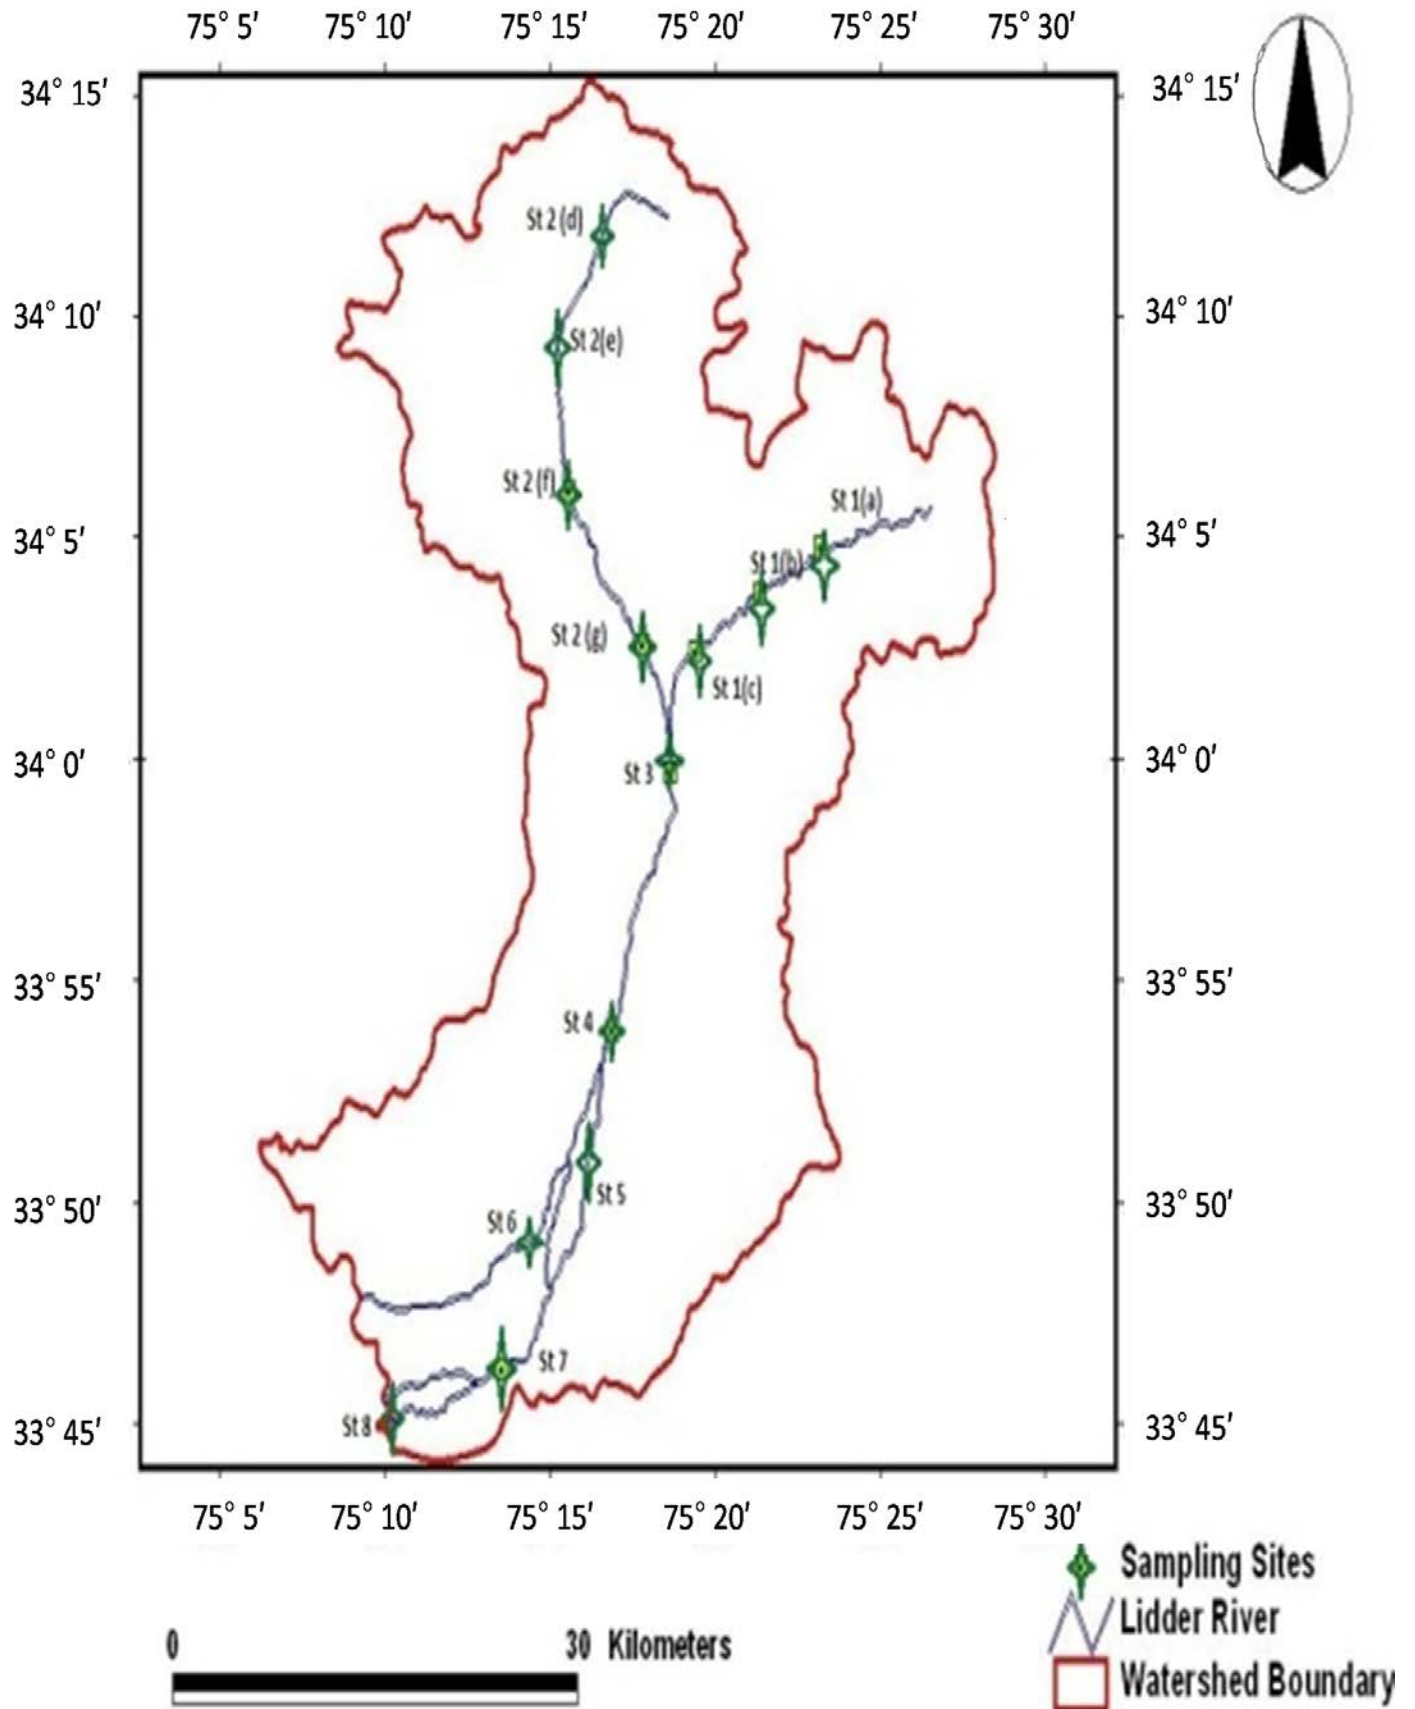 75° 5' 75° 10' 75° 15' 75° 20' 75° 25' 75° 30'
34° 15' 34° 15'
St 2 (d)
34° 10' 34° 10'
St 2(e)
St 2 (f)
St 1(a)
34° 5' 34° 5'
St 1(b)
St 2 (g)
St 1(c)
34° 0' 34° 0'
St 3
33° 55' 33° 55'
St 4
St 5
33° 50' 33° 50'
St 6
St 7
33° 45' 33° 45'
St 8
75° 5' 75° 10' 75° 15' 75° 20' 75° 25' 75° 30'
Sampling Sites
Lidder River
Watershed Boundary
0 30 Kilometers